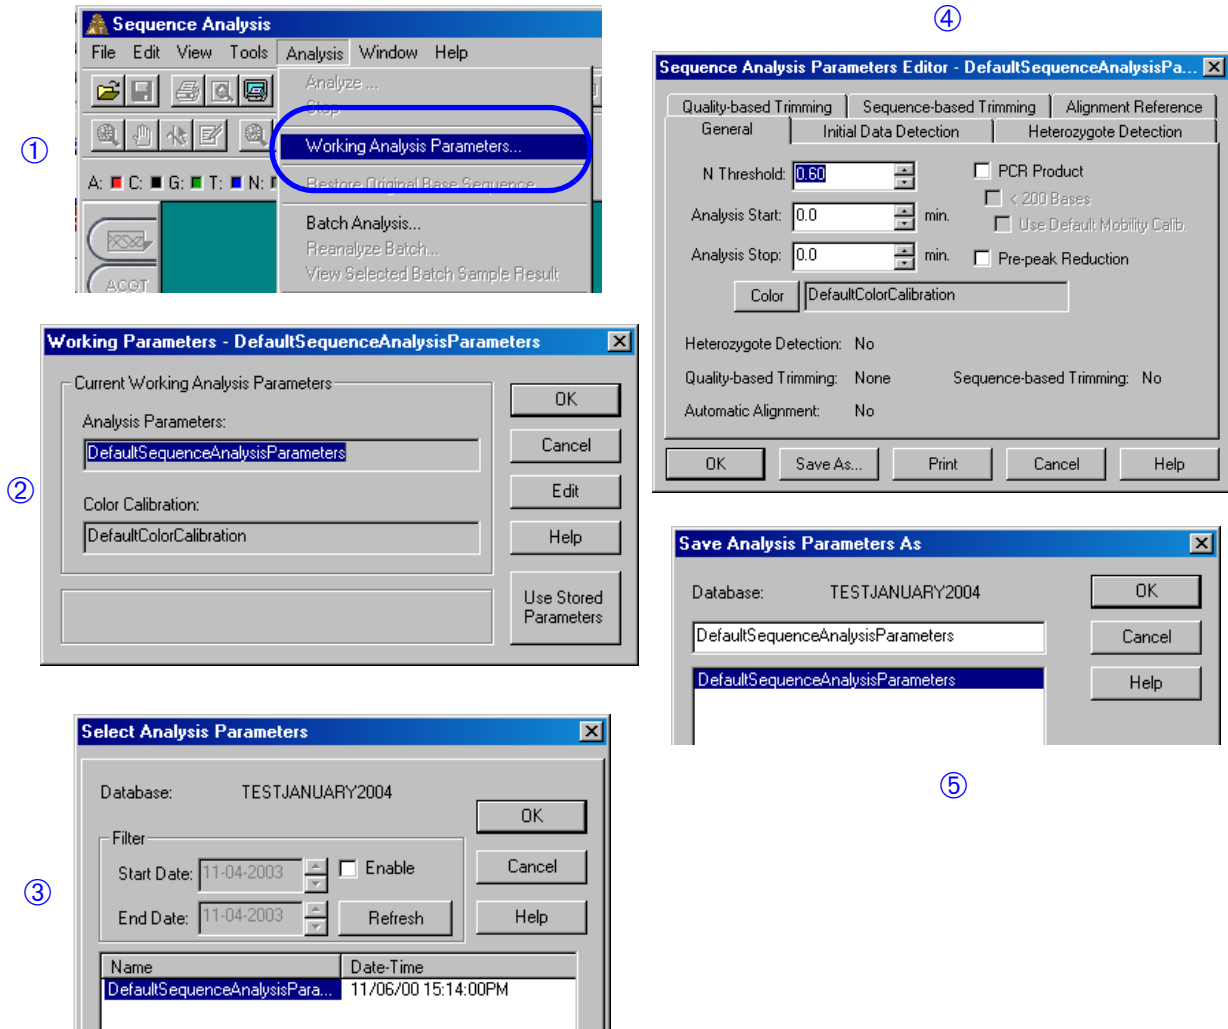 ①
Sequence Analysis
File Edit View Tools Analysis Window Help
Analyze ...
Stop
Working Analysis Parameters...
Restore Original Base Sequence
A: C: G: T: N:
Batch Analysis...
Reanalyze Batch...
View Selected Batch Sample Result
ACGT
②
Working Parameters - DefaultSequenceAnalysisParameters
Current Working Analysis Parameters
Analysis Parameters:
DefaultSequenceAnalysisParameters
Color Calibration:
DefaultColorCalibration
OK
Cancel
Edit
Help
Use Stored
Parameters
③
Select Analysis Parameters
Database: TESTJANUARY2004
Filter
Start Date: 11-04-2003 Enable
End Date: 11-04-2003 Refresh
OK
Cancel
Help
Name Date-Time
DefaultSequenceAnalysisPara... 11/06/00 15:14:00PM
④
Sequence Analysis Parameters Editor - DefaultSequenceAnalysisPa...
Quality-based Trimming Sequence-based Trimming Alignment Reference
General Initial Data Detection Heterozygote Detection
N Threshold: 0.60 PCR Product
< 200 Bases
Analysis Start: 0.0 min. Use Default Mobility Calib.
Analysis Stop: 0.0 min. Pre-peak Reduction
Color DefaultColorCalibration
Heterozygote Detection: No
Quality-based Trimming: None Sequence-based Trimming: No
Automatic Alignment: No
OK Save As... Print Cancel Help
Save Analysis Parameters As
Database: TESTJANUARY2004
DefaultSequenceAnalysisParameters
DefaultSequenceAnalysisParameters
OK
Cancel
Help
⑤